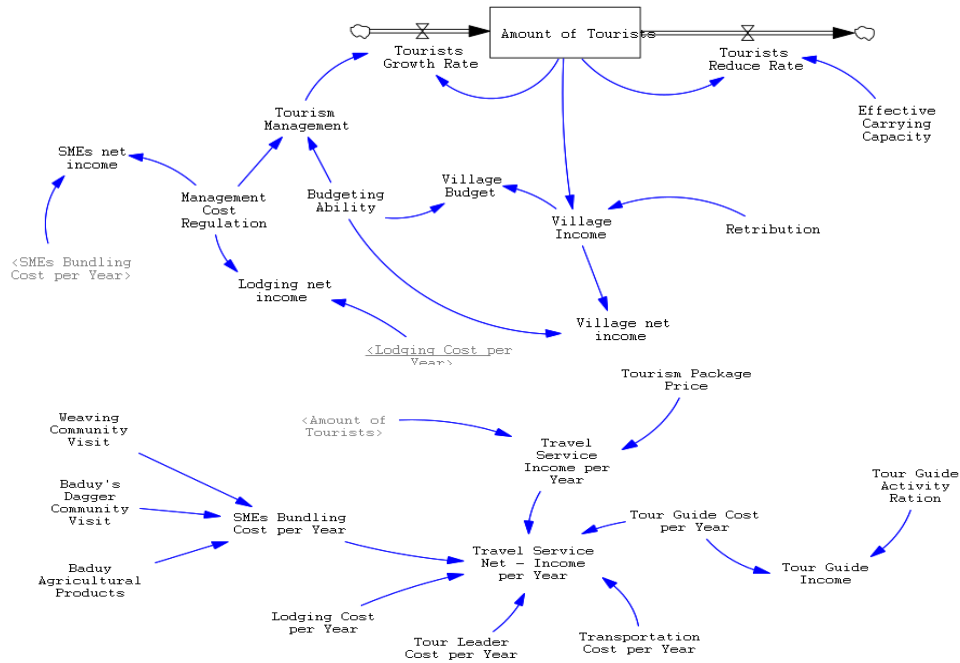 Amount of Tourists
Tourists
Growth Rate
Tourists
Reduce Rate
Effective
Carrying
Capacity
Tourism
Management
SMEs net
income
Management
Cost
Regulation
Budgeting
Ability
Village
Budget
Village
Income
Retribution
<SMEs Bundling
Cost per Year>
Lodging net
income
Village net
income
<Lodging Cost per
Year>
Tourism Package
Price
Weaving
Community
Visit
<Amount of
Tourists>
Travel
Service
Income per
Year
Tour Guide
Activity
Ration
Baduy's
Dagger
Community
Visit
SMEs Bundling
Cost per Year
Tour Guide Cost
per Year
Travel Service
Net - Income
per Year
Tour Guide
Income
Baduy
Agricultural
Products
Lodging Cost
per Year
Tour Leader
Cost per Year
Transportation
Cost per Year